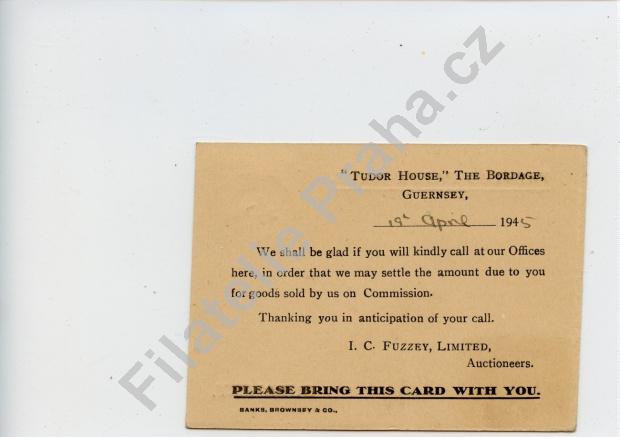 "TUDOR HOUSE," THE BORDAGE,
GUERNSEY,
19th April 1945
We shall be glad if you will kindly call at our Offices
here, in order that we may settle the amount due to you
for goods sold by us on Commission.
Thanking you in anticipation of your call.
I. C. FUZZEY, LIMITED,
Auctioneers.
PLEASE BRING THIS CARD WITH YOU.
BANKS, BROWNSEY & CO.,
Filatelie Praha.cz